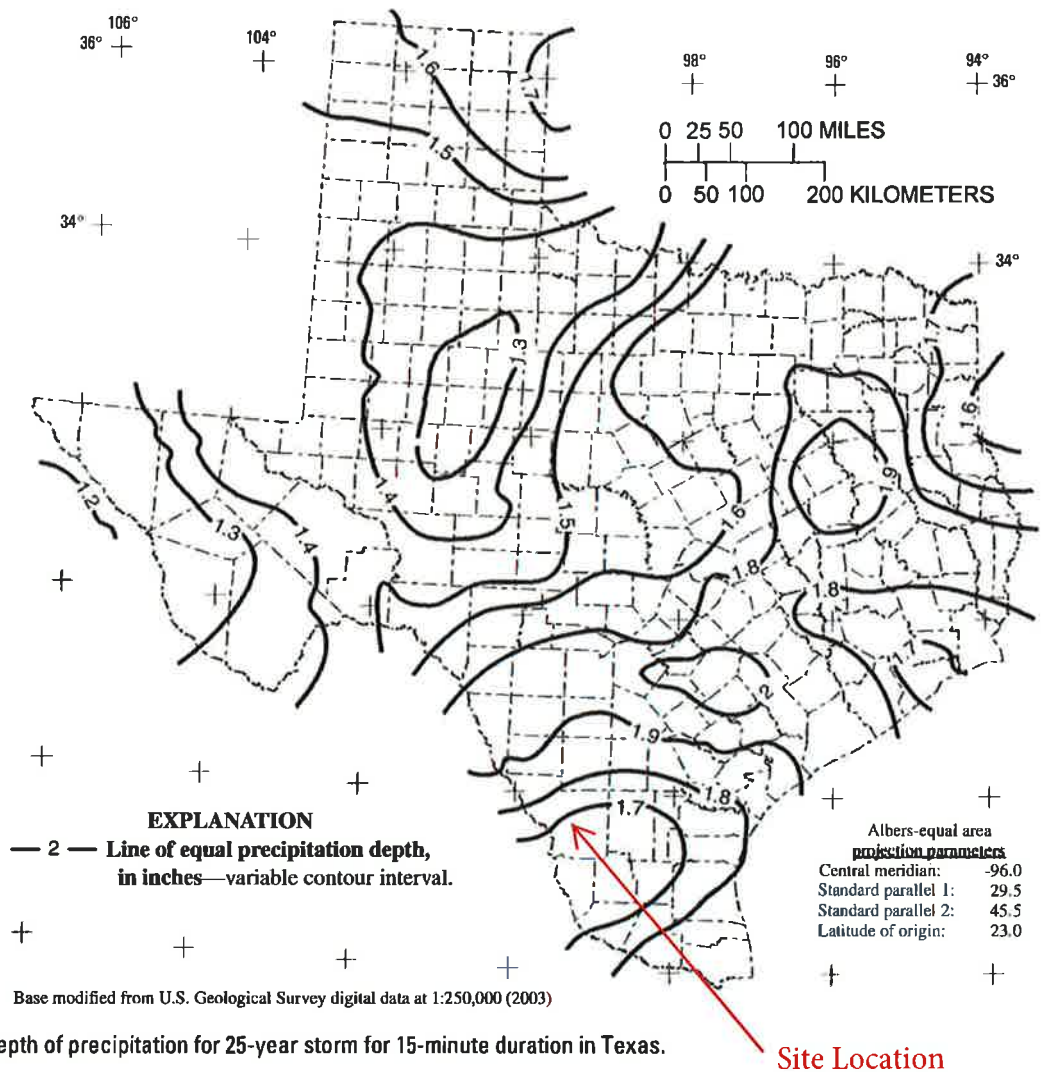 106°
36°
104°
98°
96°
94°
36°
0 25 50 100 MILES
0 50 100 200 KILOMETERS
34°
34°
1.6
1.7
1.5
1.3
1.6
1.4
1.2
1.3
1.4
1.5
1.6
1.8
1.8
2
1.9
1.8
1.7
EXPLANATION
— 2 — Line of equal precipitation depth,
in inches—variable contour interval.
Albers-equal area
projection parameters
Central meridian: -96.0
Standard parallel 1: 29.5
Standard parallel 2: 45.5
Latitude of origin: 23.0
Base modified from U.S. Geological Survey digital data at 1:250,000 (2003)
epth of precipitation for 25-year storm for 15-minute duration in Texas.
Site Location